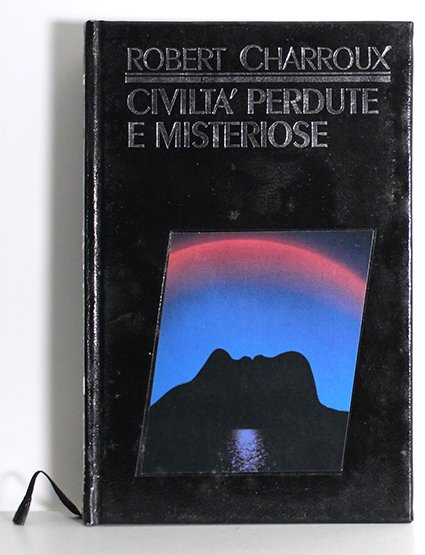 ROBERT CHARROUX
CIVILTA' PERDUTE
E MISTERIOSE